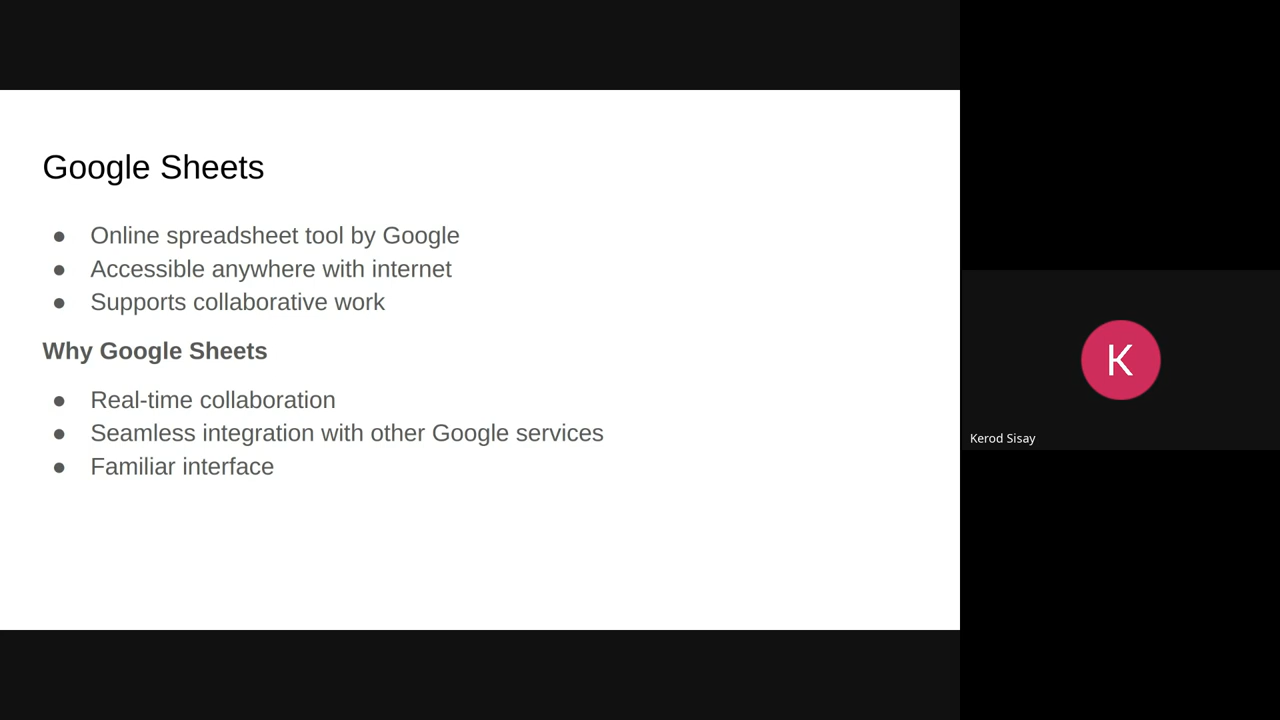 Google Sheets
● Online spreadsheet tool by Google
● Accessible anywhere with internet
● Supports collaborative work
Why Google Sheets
● Real-time collaboration
● Seamless integration with other Google services
● Familiar interface
K
Kerod Sisay